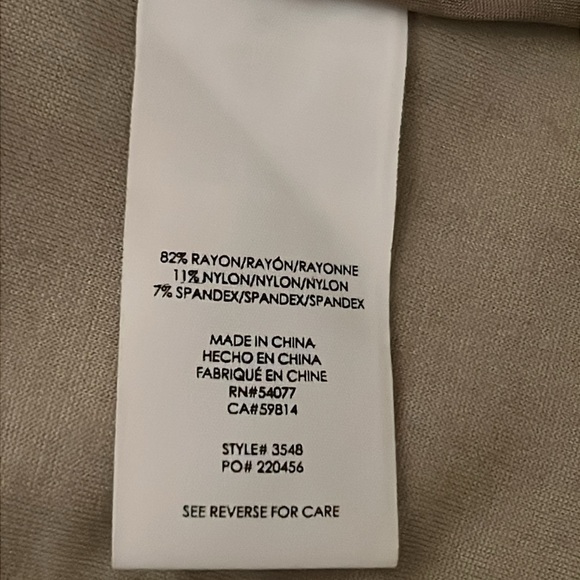 82% RAYON/RAYÓN/RAYONNE
11% NYLON/NYLON/NYLON
7% SPANDEX/SPANDEX/SPANDEX
MADE IN CHINA
HECHO EN CHINA
FABRIQUÉ EN CHINE
RN#54077
CA#59814
STYLE# 3548
PO# 220456
SEE REVERSE FOR CARE